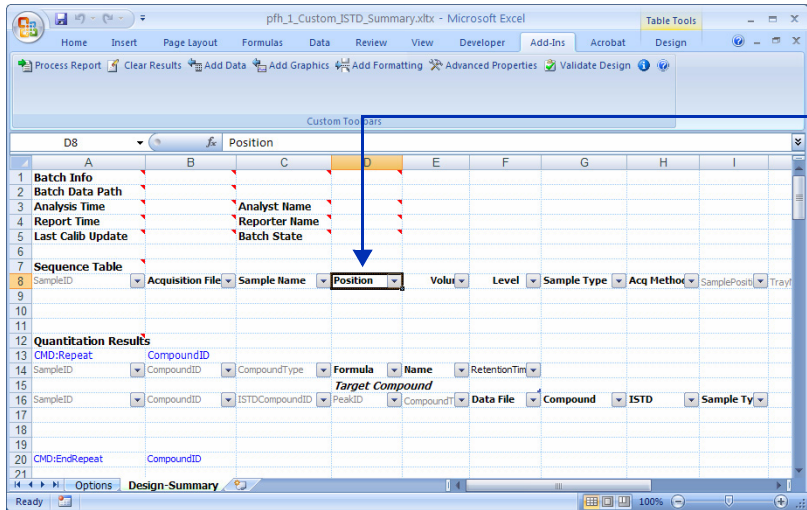 pfh_1_Custom_ISTD_Summary.xltx - Microsoft Excel Table Tools
Home Insert Page Layout Formulas Data Review View Developer Add-Ins Acrobat Design
Process Report Clear Results Add Data Add Graphics Add Formatting Advanced Properties Validate Design
Custom Toolbars
D8 fx Position
A B C D E F G H I
1 Batch Info
2 Batch Data Path
3 Analysis Time Analyst Name
4 Report Time Reporter Name
5 Last Calib Update Batch State
6
7 Sequence Table
8 SampleID Acquisition File Sample Name Position Volu Level Sample Type Acq Method SamplePositi Trayl
9
10
11
12 Quantitation Results
13 CMD:Repeat CompoundID
14 SampleID CompoundID CompoundType Formula Name RetentionTim
15 Target Compound
16 SampleID CompoundID ISTDCompoundID PeakID CompoundT Data File Compound ISTD Sample Ty
17
18
19
20 CMD:EndRepeat CompoundID
21
Options Design-Summary
Ready 100%